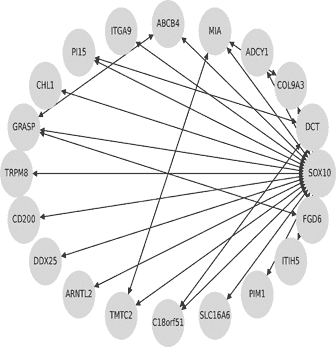 ABCB4
ITGA9
MIA
PI15
ADCY1
CHL1
COL9A3
GRASP
DCT
TRPM8
SOX10
CD200
FGD6
DDX25
ITIH5
ARNTL2
PIM1
TMTC2
SLC16A6
C18orf51